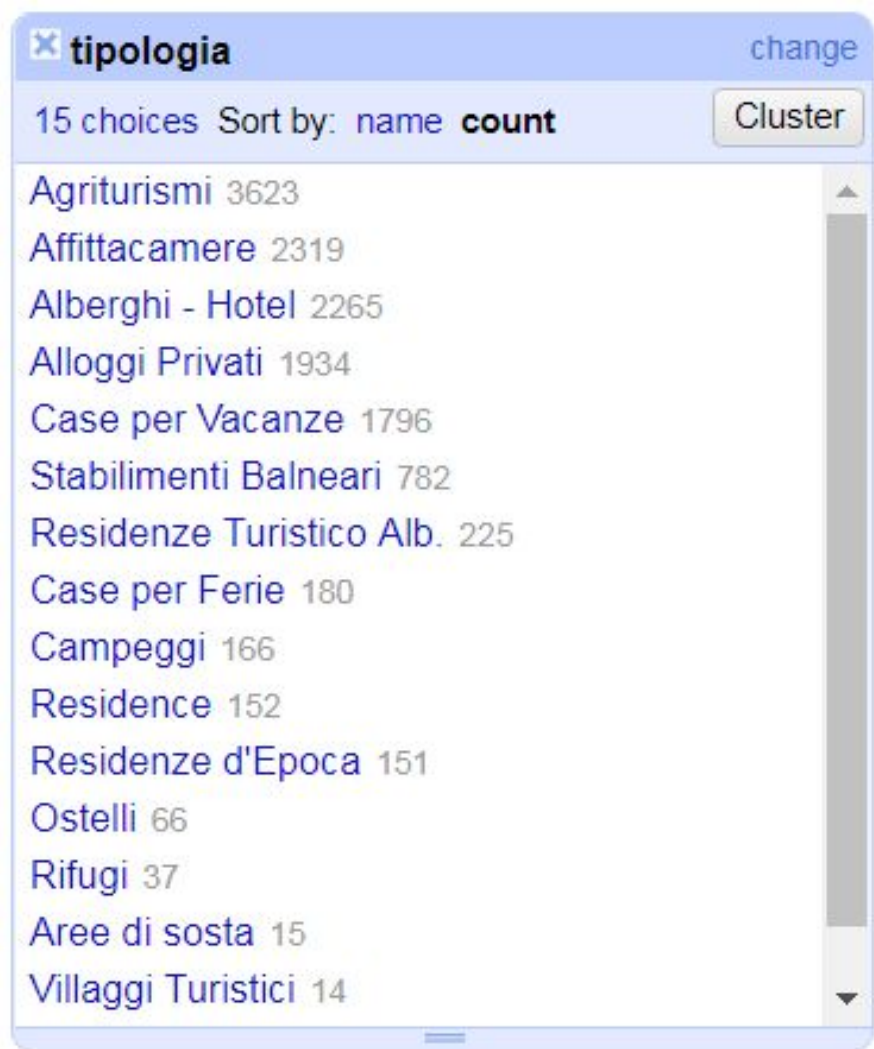 tipologia change
15 choices Sort by: name count Cluster
Agriturismi 3623
Affittacamere 2319
Alberghi - Hotel 2265
Alloggi Privati 1934
Case per Vacanze 1796
Stabilimenti Balneari 782
Residenze Turistico Alb. 225
Case per Ferie 180
Campeggi 166
Residence 152
Residenze d'Epoca 151
Ostelli 66
Rifugi 37
Aree di sosta 15
Villaggi Turistici 14